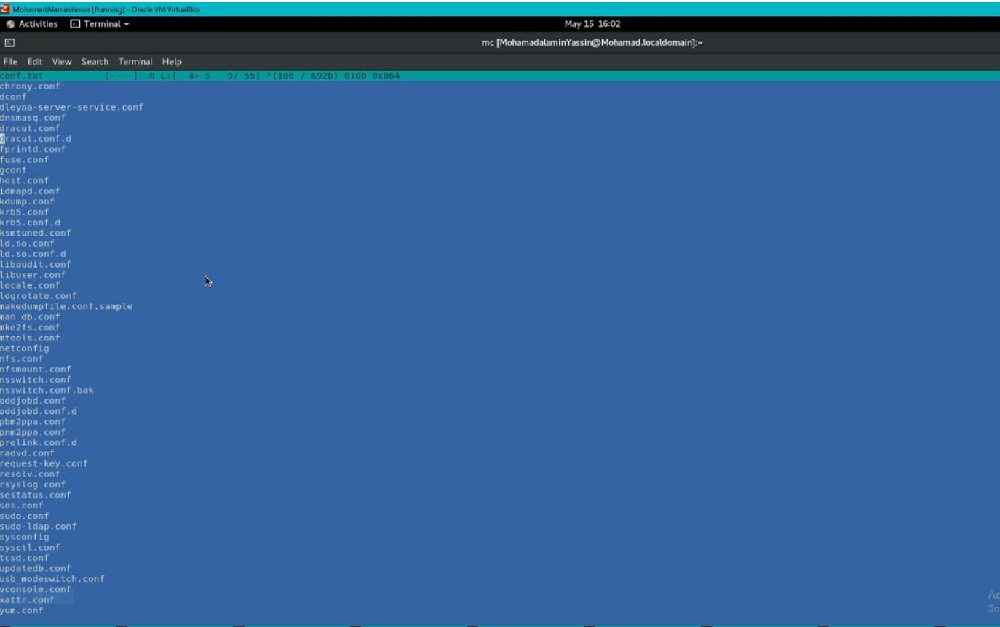 MohamadAlaminYassin [Running] - Oracle VM VirtualBox
Activities Terminal May 15 16:02
mc [MohamadalaminYassin@Mohamad.localdomain]:~
File Edit View Search Terminal Help
conf.txt [----] 0 L:[ 4+ 5 9/ 55] *(106 / 692b) 0100 0x064
chrony.conf
dconf
dleyna-server-service.conf
dnsmasq.conf
dracut.conf
dracut.conf.d
fprintd.conf
fuse.conf
gconf
host.conf
idmapd.conf
kdump.conf
krb5.conf
krb5.conf.d
ksmtuned.conf
ld.so.conf
ld.so.conf.d
libaudit.conf
libuser.conf
locale.conf
logrotate.conf
makedumpfile.conf.sample
man_db.conf
mke2fs.conf
mtools.conf
netconfig
nfs.conf
nfsmount.conf
nsswitch.conf
nsswitch.conf.bak
oddjobd.conf
oddjobd.conf.d
pbm2ppa.conf
pnm2ppa.conf
prelink.conf.d
radvd.conf
request-key.conf
resolv.conf
rsyslog.conf
sestatus.conf
sos.conf
sudo.conf
sudo-ldap.conf
sysconfig
sysctl.conf
tcsd.conf
updatedb.conf
usb_modeswitch.conf
vconsole.conf
xattr.conf
yum.conf